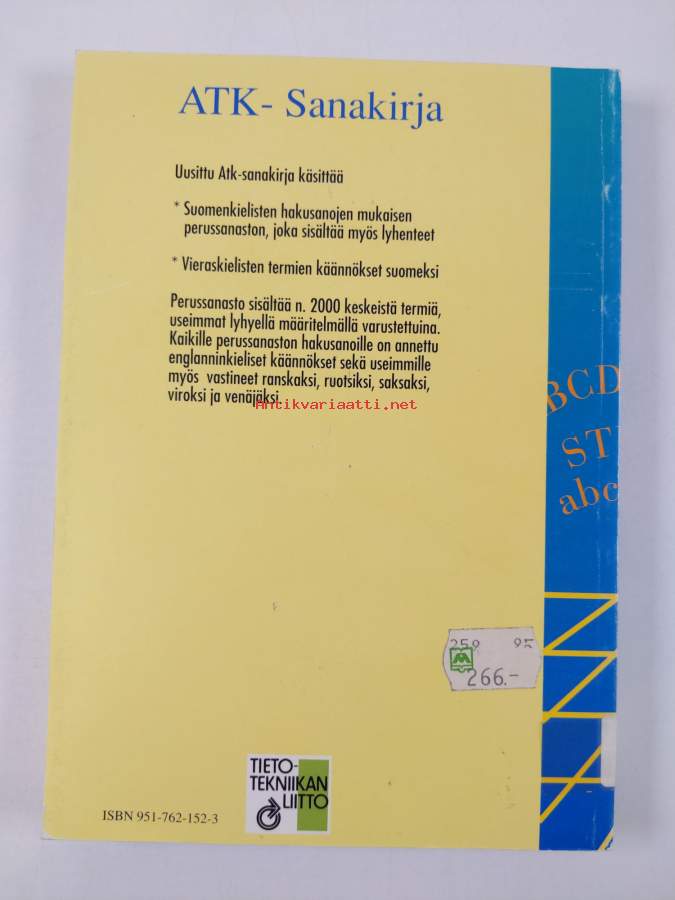 ATK- Sanakirja
Uusittu Atk-sanakirja käsittää
* Suomenkielisten hakusanojen mukaisen
perussanaston, joka sisältää myös lyhenteet
* Vieraskielisten termien käännökset suomeksi
Perussanasto sisältää n. 2000 keskeistä termiä,
useimmat lyhyellä määritelmällä varustettuina.
Kaikille perussanaston hakusanoille on annettu
englanninkieliset käännökset sekä useimmille
myös vastineet ranskaksi, ruotsiksi, saksaksi,
viroksi ja venäjäksi.
Antikvariaatti.net
BCD
ST
abc
259 95
266.-
TIETO-
TEKNIIKAN
LIITTO
ISBN 951-762-152-3